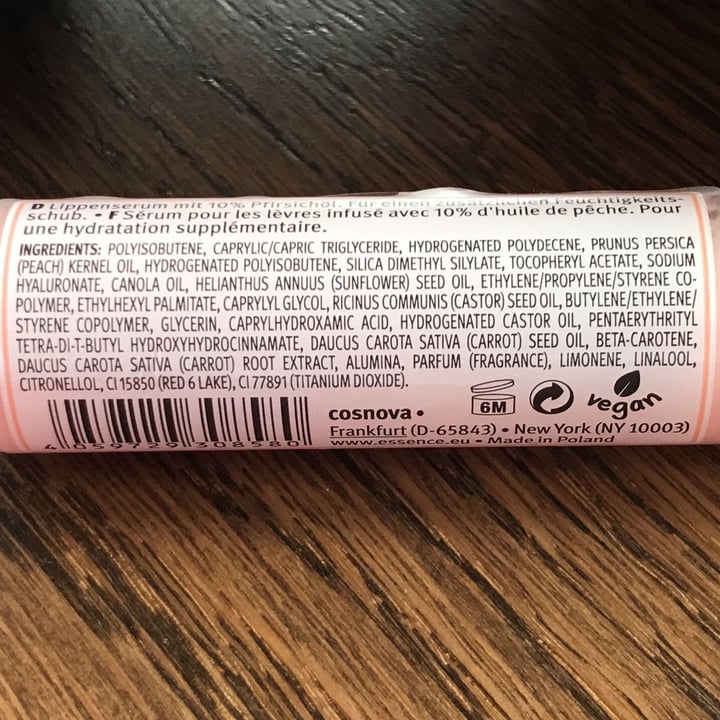 D Lippenserum mit 10% Pfirsichöl. Für einen zusätzlichen Feuchtigkeits-
schub. • F Sérum pour les lèvres infusé avec 10% d'huile de pêche. Pour
une hydratation supplémentaire.
INGREDIENTS: POLYISOBUTENE, CAPRYLIC/CAPRIC TRIGLYCERIDE, HYDROGENATED POLYDECENE, PRUNUS PERSICA
(PEACH) KERNEL OIL, HYDROGENATED POLYISOBUTENE, SILICA DIMETHYL SILYLATE, TOCOPHERYL ACETATE, SODIUM
HYALURONATE, CANOLA OIL, HELIANTHUS ANNUUS (SUNFLOWER) SEED OIL, ETHYLENE/PROPYLENE/STYRENE CO-
POLYMER, ETHYLHEXYL PALMITATE, CAPRYLYL GLYCOL, RICINUS COMMUNIS (CASTOR) SEED OIL, BUTYLENE/ETHYLENE/
STYRENE COPOLYMER, GLYCERIN, CAPRYLHYDROXAMIC ACID, HYDROGENATED CASTOR OIL, PENTAERYTHRITYL
TETRA-DI-T-BUTYL HYDROXYHYDROCINNAMATE, DAUCUS CAROTA SATIVA (CARROT) SEED OIL, BETA-CAROTENE,
DAUCUS CAROTA SATIVA (CARROT) ROOT EXTRACT, ALUMINA, PARFUM (FRAGRANCE), LIMONENE, LINALOOL,
CITRONELLOL, CI 15850 (RED 6 LAKE), CI 77891 (TITANIUM DIOXIDE).
4 059729 308580
cosnova •
6M
vegan
Frankfurt (D-65843) • New York (NY 10003)
www.essence.eu • Made in Poland